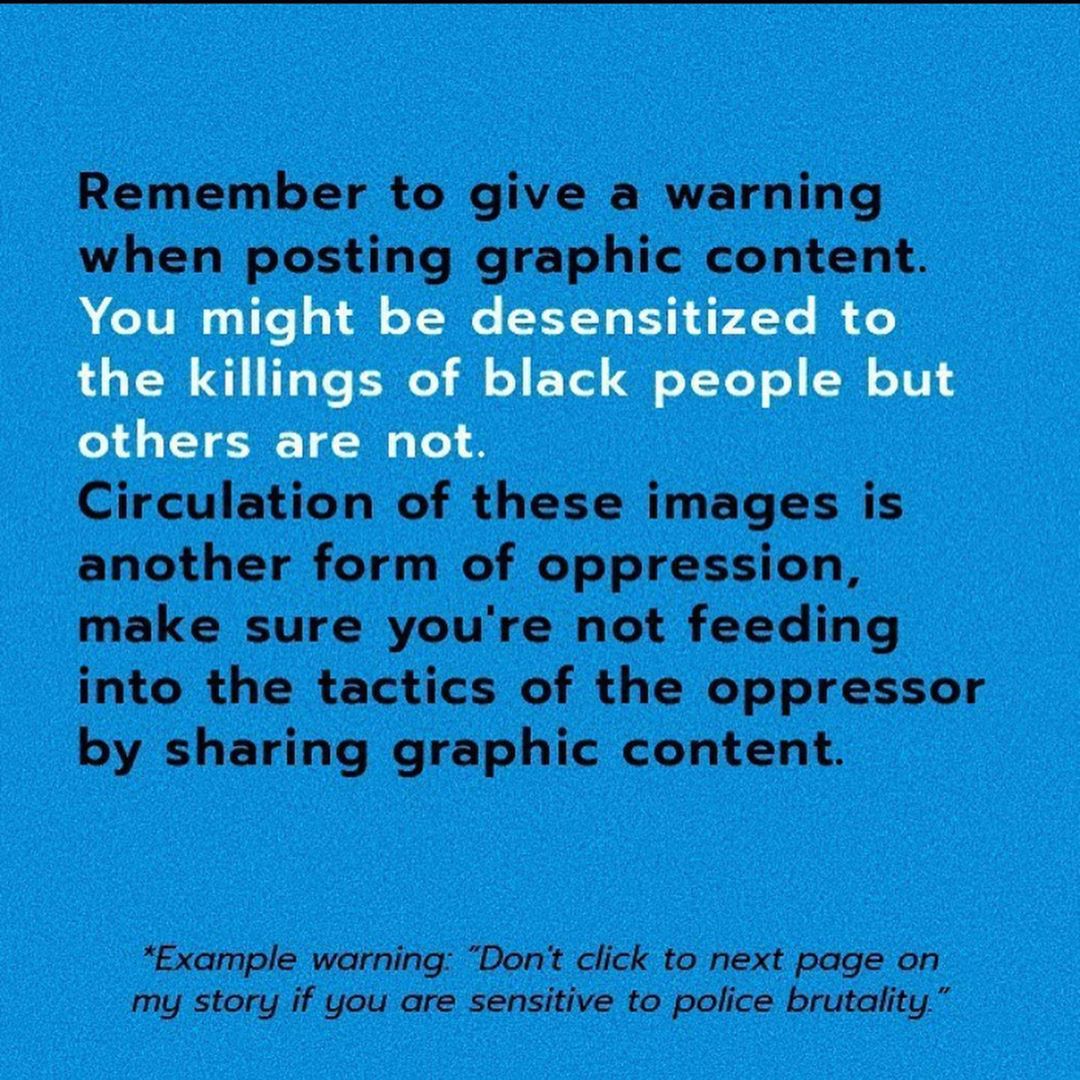 Remember to give a warning
when posting graphic content.
You might be desensitized to
the killings of black people but
others are not.
Circulation of these images is
another form of oppression,
make sure you're not feeding
into the tactics of the oppressor
by sharing graphic content.
*Example warning: "Don't click to next page on
my story if you are sensitive to police brutality."